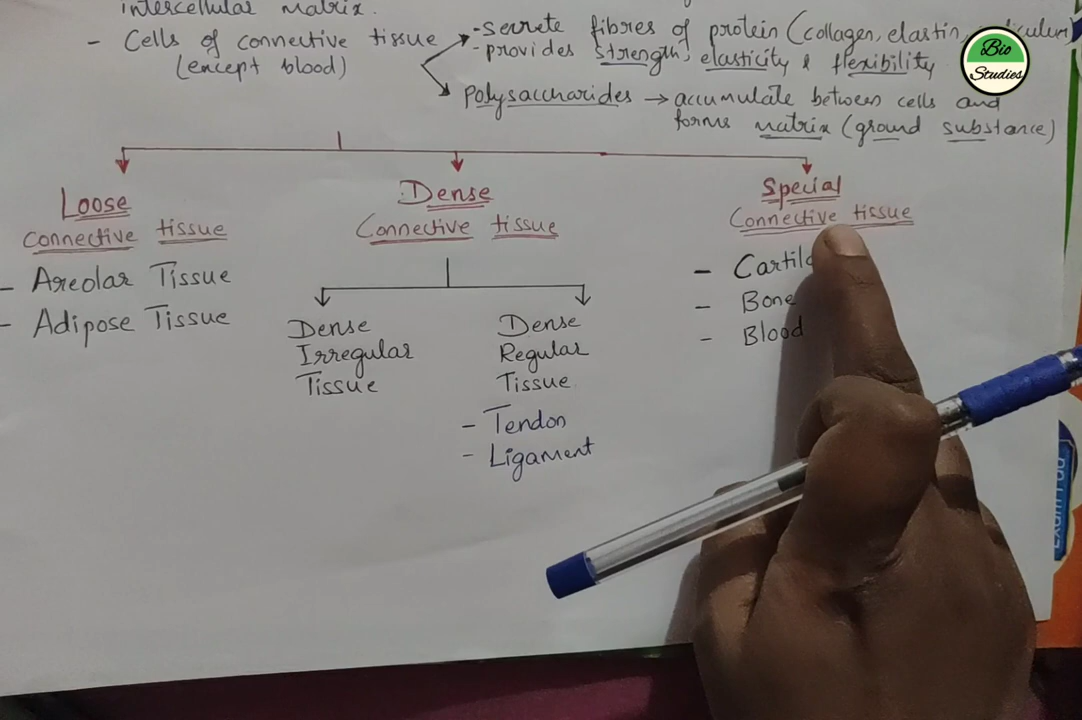 intercellular matrix.
- Cells of connective tissue
(except blood)
- secrete fibres of protein (collagen, elastin,
- provides strength, elasticity & flexibility
Polysaccharides → accumulate between cells and
forms matrix (ground substance)
Bio
Studies
Loose
Connective tissue
- Areolar Tissue
- Adipose Tissue
Dense
Connective tissue
Dense
Irregular
Tissue
Dense
Regular
Tissue
- Tendon
- Ligament
Special
Connective tissue
-
- Bone
- Blood